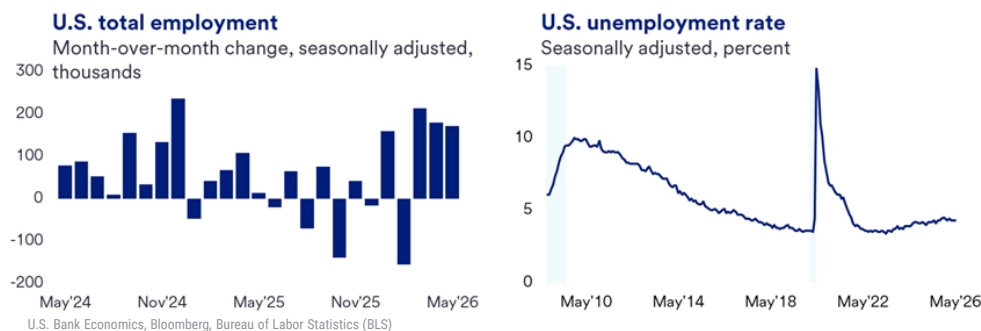 U.S. total employment
Month-over-month change, seasonally adjusted,
thousands
300
200
100
0
-100
-200
May'24 Nov'24 May'25 Nov'25 May'26
U.S. unemployment rate
Seasonally adjusted, percent
15
10
5
0
May'10 May'14 May'18 May'22 May'26
U.S. Bank Economics, Bloomberg, Bureau of Labor Statistics (BLS)